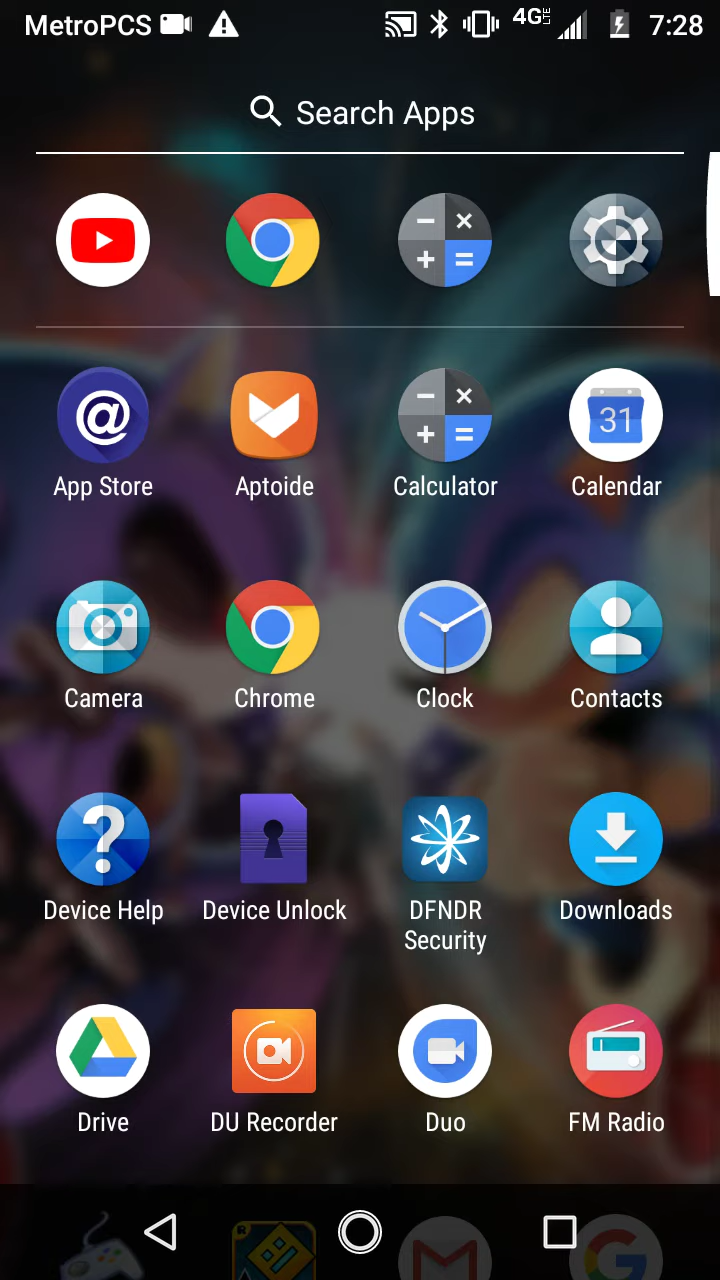 MetroPCS 4G LTE 7:28
Search Apps
@
31
App Store Aptoide Calculator Calendar
Camera Chrome Clock Contacts
Device Help Device Unlock DFNDR Security Downloads
Drive DU Recorder Duo FM Radio
R